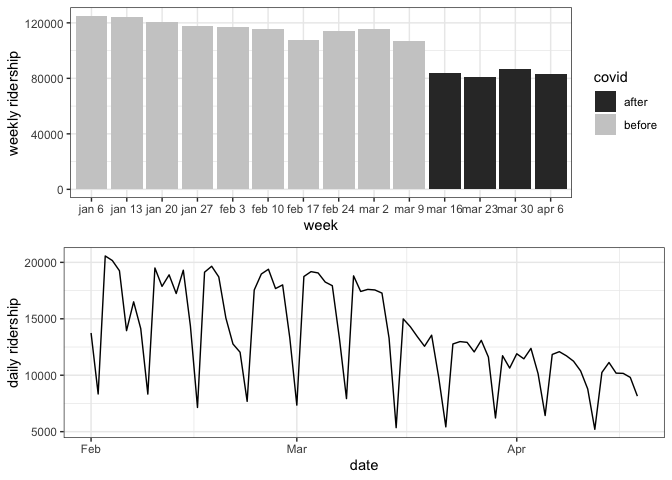 120000
80000
40000
0
weekly ridership
jan 6 jan 13 jan 20 jan 27 feb 3 feb 10 feb 17 feb 24 mar 2 mar 9 mar 16 mar 23 mar 30 apr 6
week
covid
after
before
20000
15000
10000
5000
daily ridership
Feb Mar Apr
date